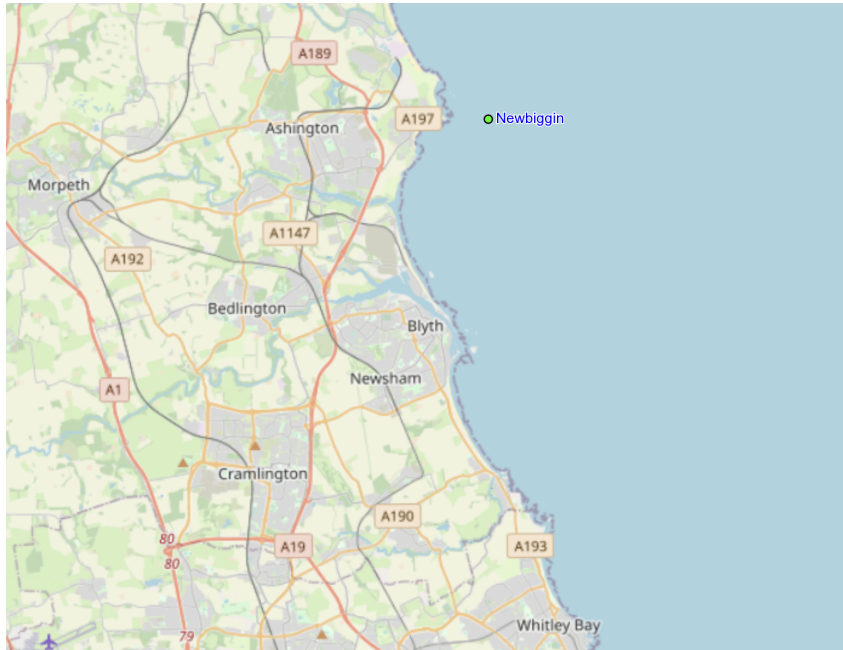 A189
Newbiggin
A197
Ashington
Morpeth
A1147
A192
Bedlington
Blyth
Newsham
A1
Cramlington
A190
80
A19
A193
80
Whitley Bay
79